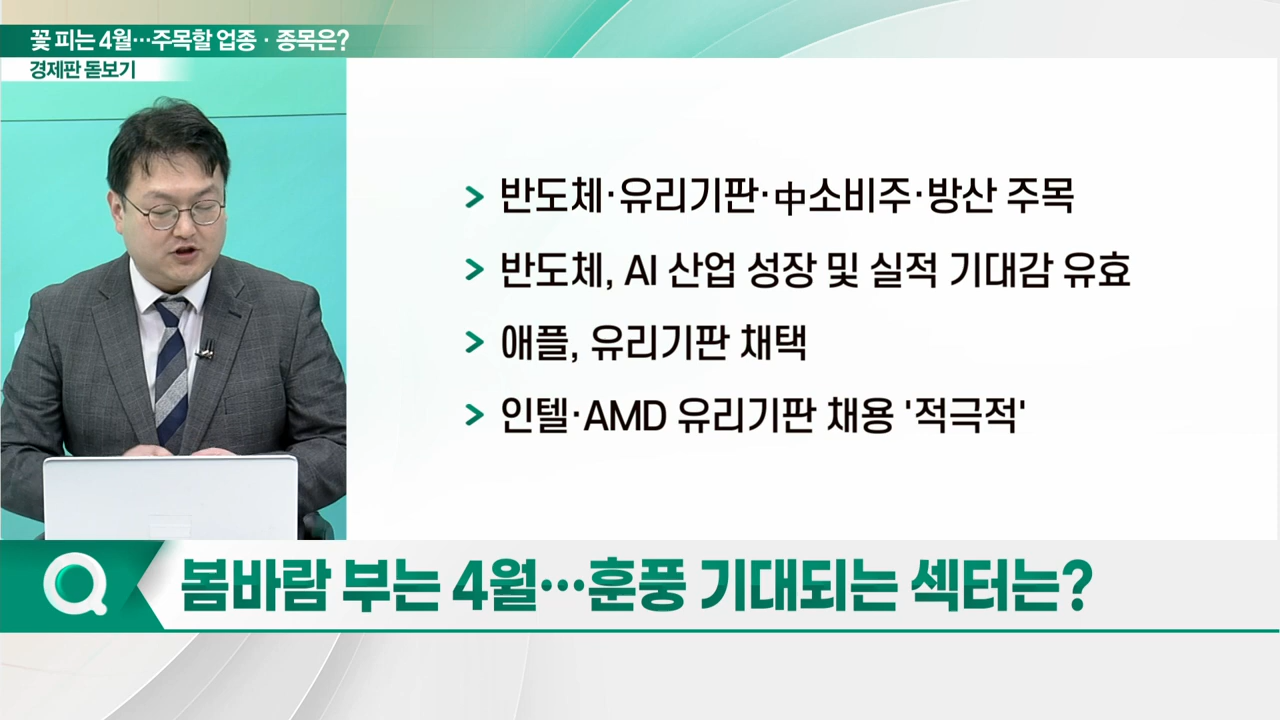 꽃 피는 4월…주목할 업종·종목은?
경제판 돋보기
> 반도체·유리기판·中소비주·방산 주목
> 반도체, AI 산업 성장 및 실적 기대감 유효
> 애플, 유리기판 채택
> 인텔·AMD 유리기판 채용 '적극적'
봄바람 부는 4월…훈풍 기대되는 섹터는?